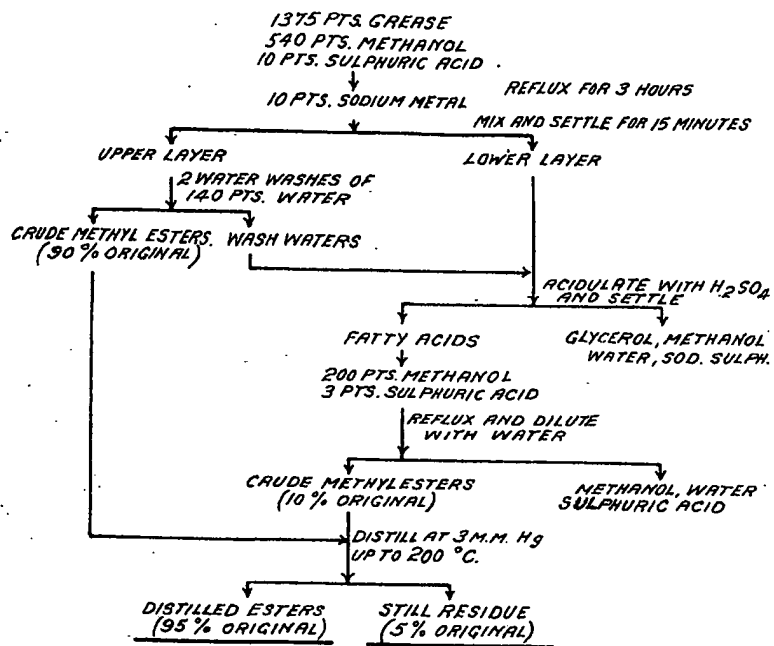 1375 PTS. GREASE
540 PTS. METHANOL
10 PTS. SULPHURIC ACID
REFLUX FOR 3 HOURS
10 PTS. SODIUM METAL
MIX AND SETTLE FOR 15 MINUTES
UPPER LAYER
LOWER LAYER
2 WATER WASHES OF
140 PTS. WATER
CRUDE METHYL ESTERS. WASH WATERS
(90% ORIGINAL)
ACIDULATE WITH H2SO4
AND SETTLE
FATTY ACIDS
GLYCEROL, METHANOL
WATER, SOD. SULPH.
200 PTS. METHANOL
3 PTS. SULPHURIC ACID
REFLUX AND DILUTE
WITH WATER
CRUDE METHYLESTERS
(10% ORIGINAL)
METHANOL, WATER
SULPHURIC ACID
DISTILL AT 3 M.M. Hg
UP TO 200 °C.
DISTILLED ESTERS
(95% ORIGINAL)
STILL RESIDUE
(5% ORIGINAL)